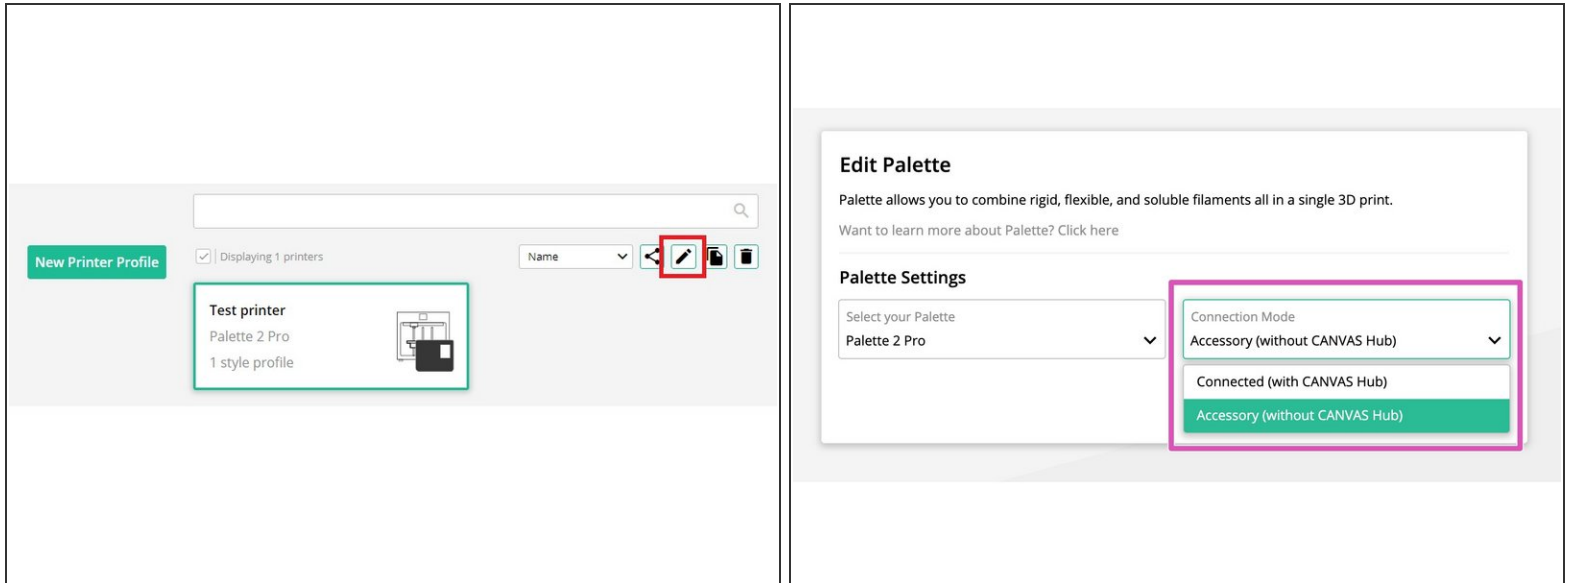 New Printer Profile
Displaying 1 printers
Name
Test printer
Palette 2 Pro
1 style profile
Edit Palette
Palette allows you to combine rigid, flexible, and soluble filaments all in a single 3D print.
Want to learn more about Palette? Click here
Palette Settings
Select your Palette
Palette 2 Pro
Connection Mode
Accessory (without CANVAS Hub)
Connected (with CANVAS Hub)
Accessory (without CANVAS Hub)